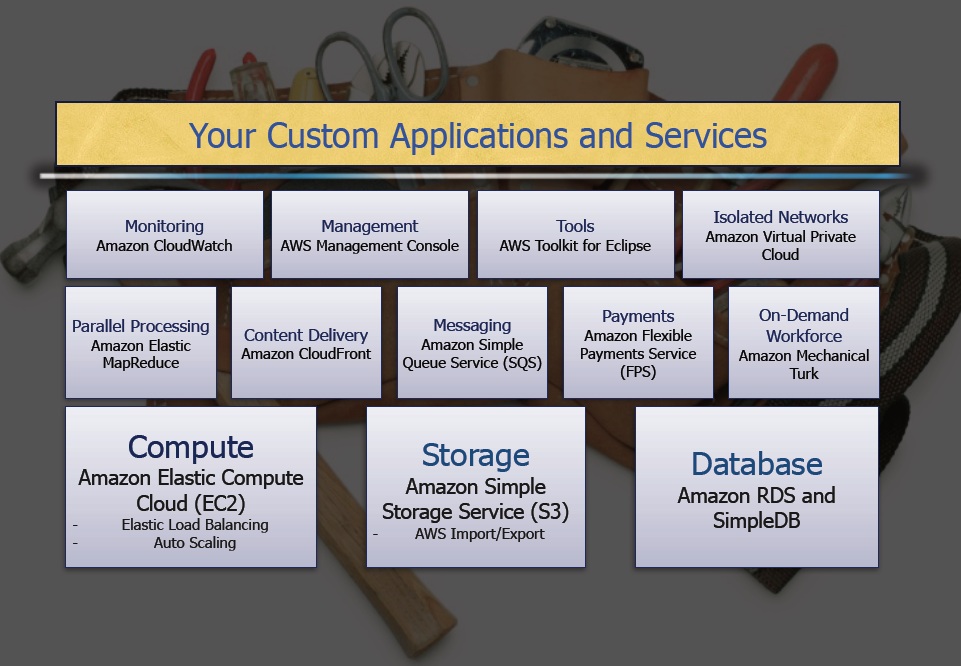 Your Custom Applications and Services
Monitoring
Amazon CloudWatch
Management
AWS Management Console
Tools
AWS Toolkit for Eclipse
Isolated Networks
Amazon Virtual Private
Cloud
Parallel Processing
Amazon Elastic
MapReduce
Content Delivery
Amazon CloudFront
Messaging
Amazon Simple
Queue Service (SQS)
Payments
Amazon Flexible
Payments Service
(FPS)
On-Demand
Workforce
Amazon Mechanical
Turk
Compute
Amazon Elastic Compute
Cloud (EC2)
- Elastic Load Balancing
- Auto Scaling
Storage
Amazon Simple
Storage Service (S3)
- AWS Import/Export
Database
Amazon RDS and
SimpleDB